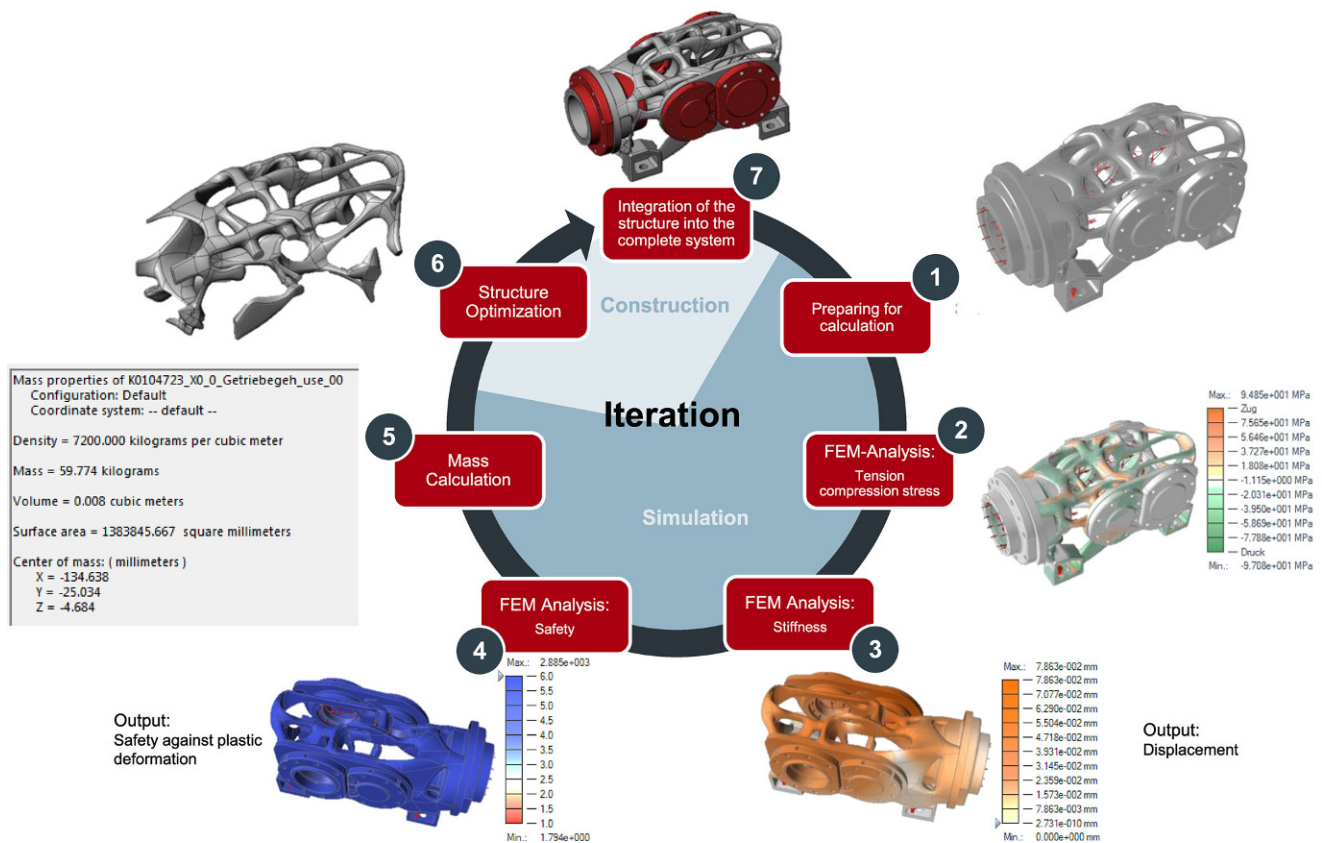 7
Integration of the
structure into the
complete system
1
Preparing for
calculation
2
FEM-Analysis:
Tension
compression stress
Max.: 9.485e+001 MPa
Zug
7.565e+001 MPa
5.646e+001 MPa
3.727e+001 MPa
1.808e+001 MPa
-1.115e+000 MPa
-2.031e+001 MPa
-3.950e+001 MPa
-5.869e+001 MPa
-7.788e+001 MPa
Druck
Min.: -9.708e+001 MPa
3
FEM Analysis:
Stiffness
Max.: 7.863e-002 mm
7.863e-002 mm
7.077e-002 mm
6.290e-002 mm
5.504e-002 mm
4.718e-002 mm
3.931e-002 mm
3.145e-002 mm
2.359e-002 mm
1.573e-002 mm
7.863e-003 mm
2.731e-010 mm
Min.: 0.000e+000 mm
Output:
Displacement
4
FEM Analysis:
Safety
Max.: 2.885e+003
6.0
5.5
5.0
4.5
4.0
3.5
3.0
2.5
2.0
1.5
1.0
Min.: 1.794e+000
Output:
Safety against plastic
deformation
5
Mass
Calculation
Mass properties of K0104723_X0_0_Getriebegeh_use_00
Configuration: Default
Coordinate system: -- default --
Density = 7200.000 kilograms per cubic meter
Mass = 59.774 kilograms
Volume = 0.008 cubic meters
Surface area = 1383845.667 square millimeters
Center of mass: ( millimeters )
X = -134.638
Y = -25.034
Z = -4.684
6
Structure
Optimization
Construction
Iteration
Simulation